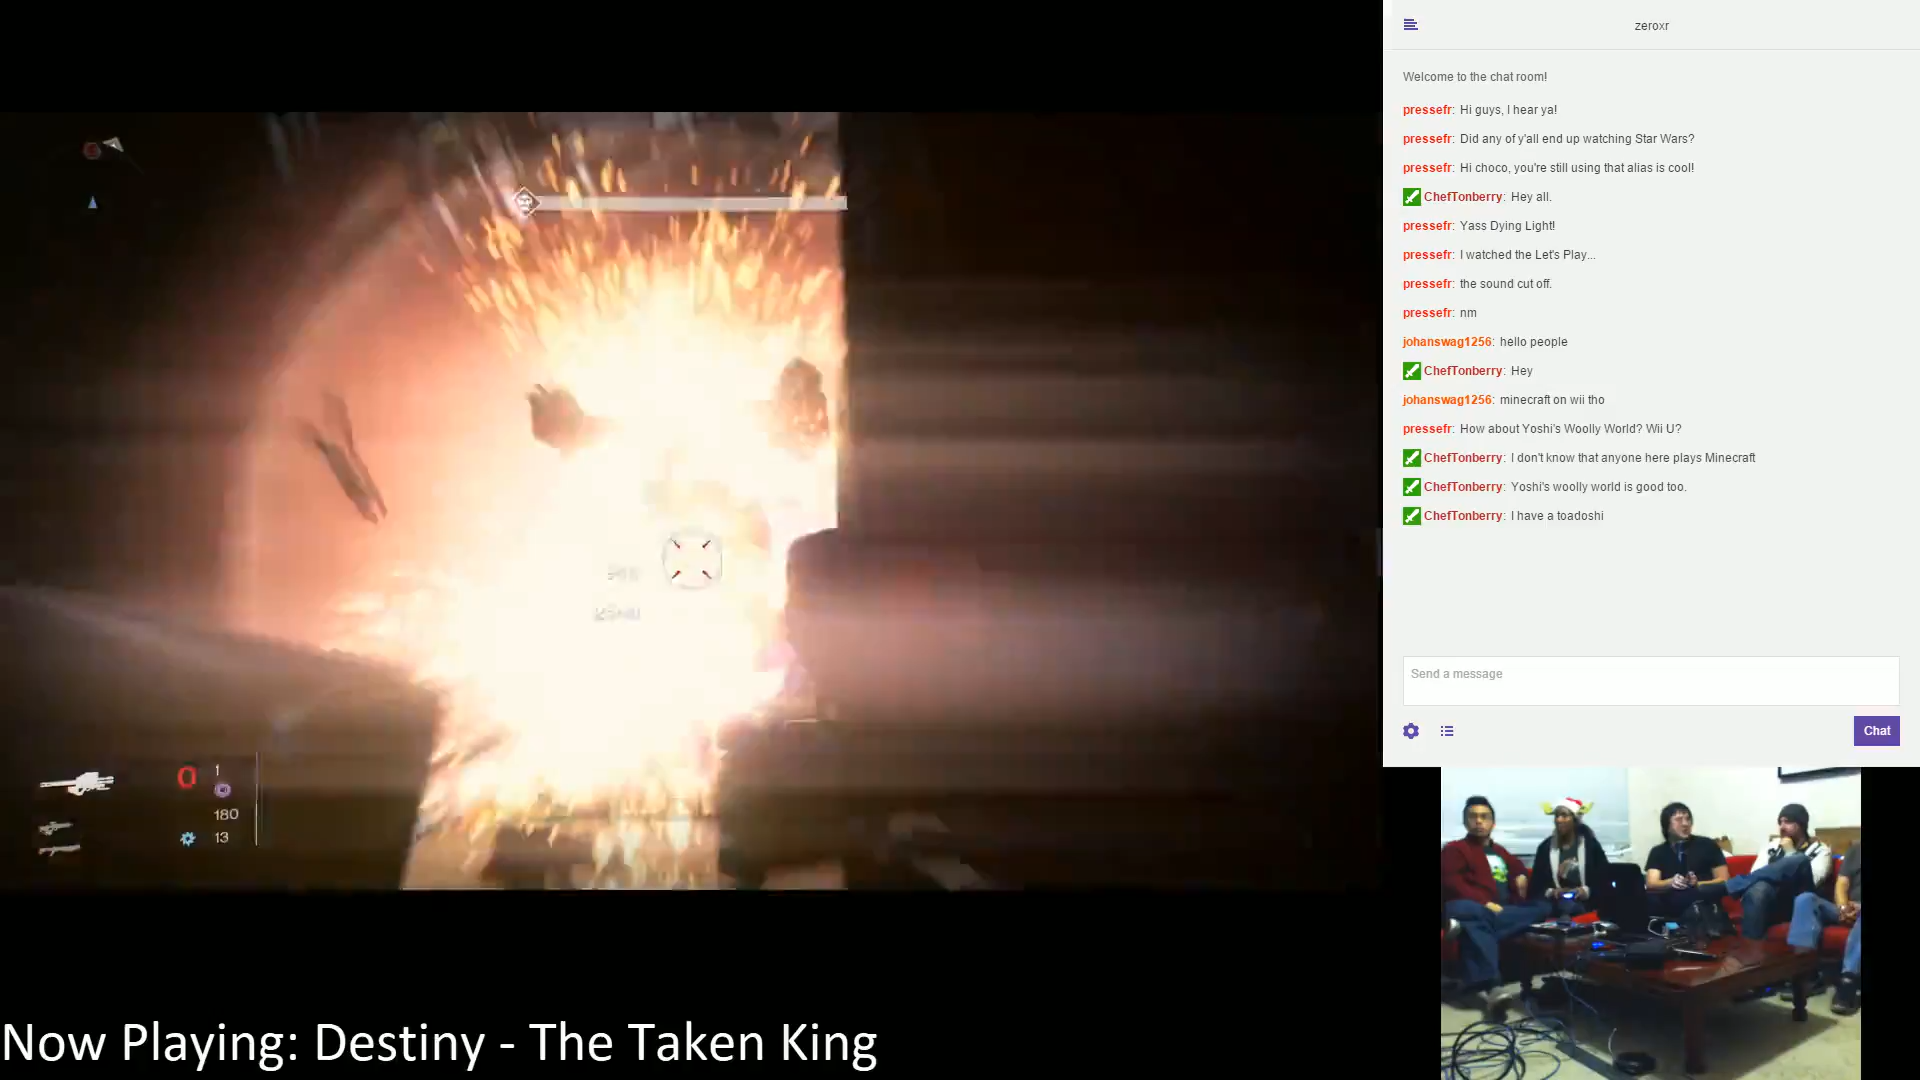 zeroxr
Welcome to the chat room!
pressefr: Hi guys, I hear ya!
pressefr: Did any of y'all end up watching Star Wars?
pressefr: Hi choco, you're still using that alias is cool!
ChefTonberry: Hey all.
pressefr: Yass Dying Light!
pressefr: I watched the Let's Play...
pressefr: the sound cut off.
pressefr: nm
johanswag1256: hello people
ChefTonberry: Hey
johanswag1256: minecraft on wii tho
pressefr: How about Yoshi's Woolly World? Wii U?
ChefTonberry: I don't know that anyone here plays Minecraft
ChefTonberry: Yoshi's woolly world is good too.
ChefTonberry: I have a toadoshi
Send a message
Chat
1
180
13
Now Playing: Destiny - The Taken King